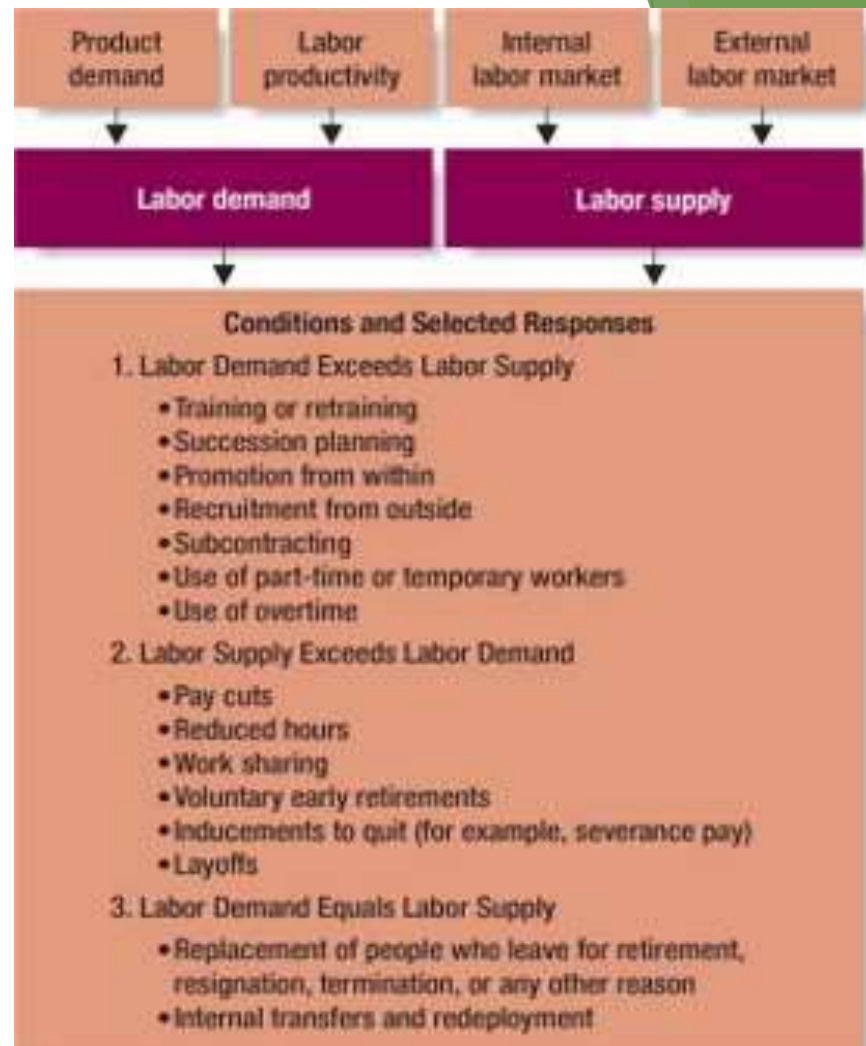 Product
demand
Labor
productivity
Internal
labor market
External
labor market
Labor demand
Labor supply
Conditions and Selected Responses
1. Labor Demand Exceeds Labor Supply
•Training or retraining
•Succession planning
•Promotion from within
•Recruitment from outside
•Subcontracting
•Use of part-time or temporary workers
•Use of overtime
2. Labor Supply Exceeds Labor Demand
•Pay cuts
•Reduced hours
•Work sharing
•Voluntary early retirements
•Inducements to quit (for example, severance pay)
•Layoffs
3. Labor Demand Equals Labor Supply
•Replacement of people who leave for retirement,
resignation, termination, or any other reason
•Internal transfers and redeployment